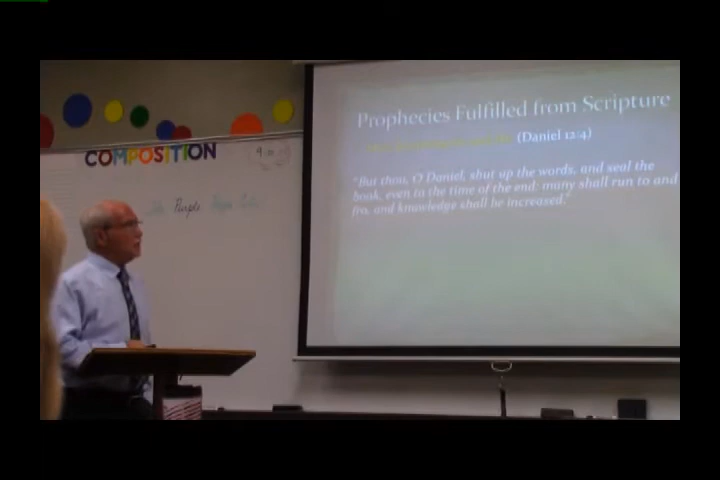 Prophecies Fulfilled from Scripture
(Daniel 12:4)
"But thou, O Daniel, shut up the words, and seal the
book, even to the time of the end: many shall run to and
fro, and knowledge shall be increased."
COMPOSITION
Purple